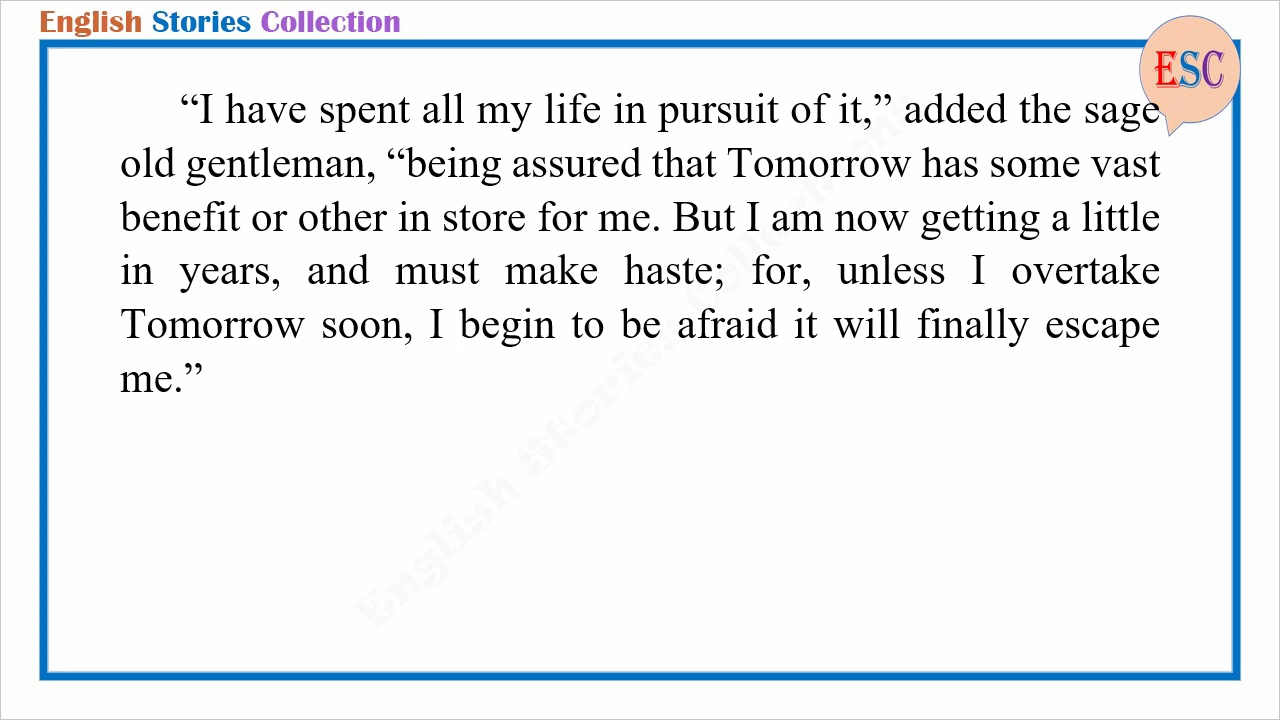 English Stories Collection
ESC
“I have spent all my life in pursuit of it,” added the sage
old gentleman, “being assured that Tomorrow has some vast
benefit or other in store for me. But I am now getting a little
in years, and must make haste; for, unless I overtake
Tomorrow soon, I begin to be afraid it will finally escape
me.”
English Stories Collection